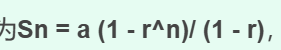 为Sn = a (1 - r^n)/ (1 - r)，